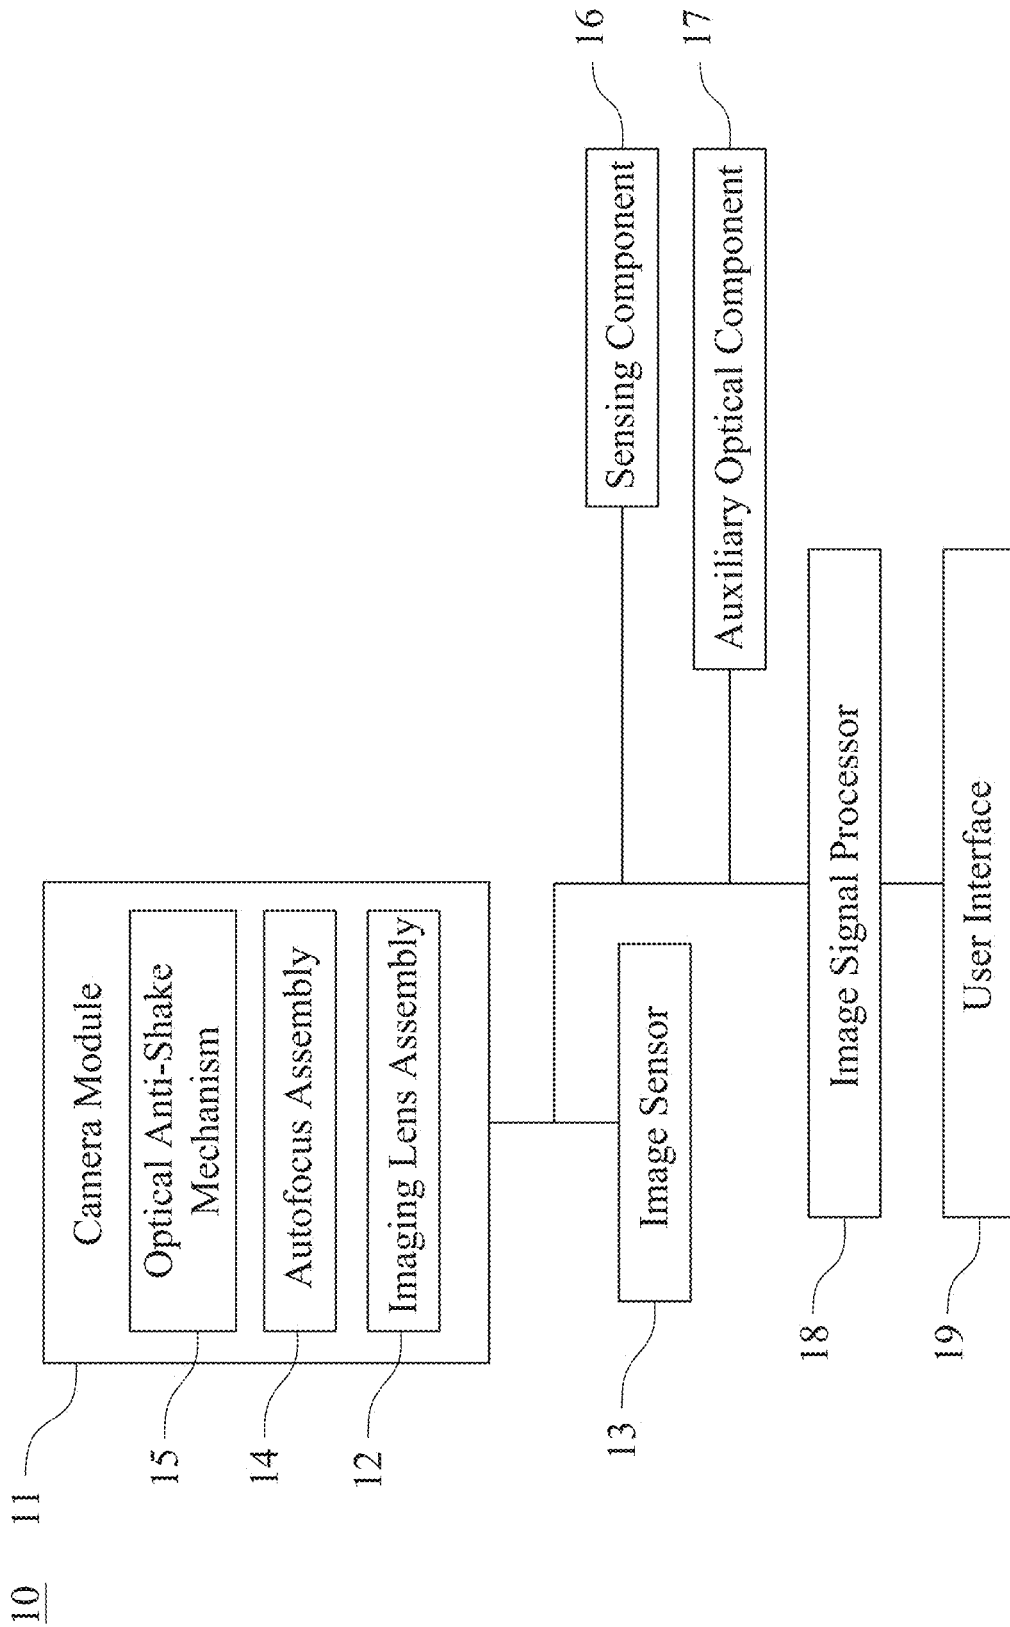 10
11
Camera Module
15
Optical Anti-Shake
Mechanism
14
Autofocus Assembly
12
Imaging Lens Assembly
13
Image Sensor
16
Sensing Component
17
Auxiliary Optical Component
18
Image Signal Processor
19
User Interface